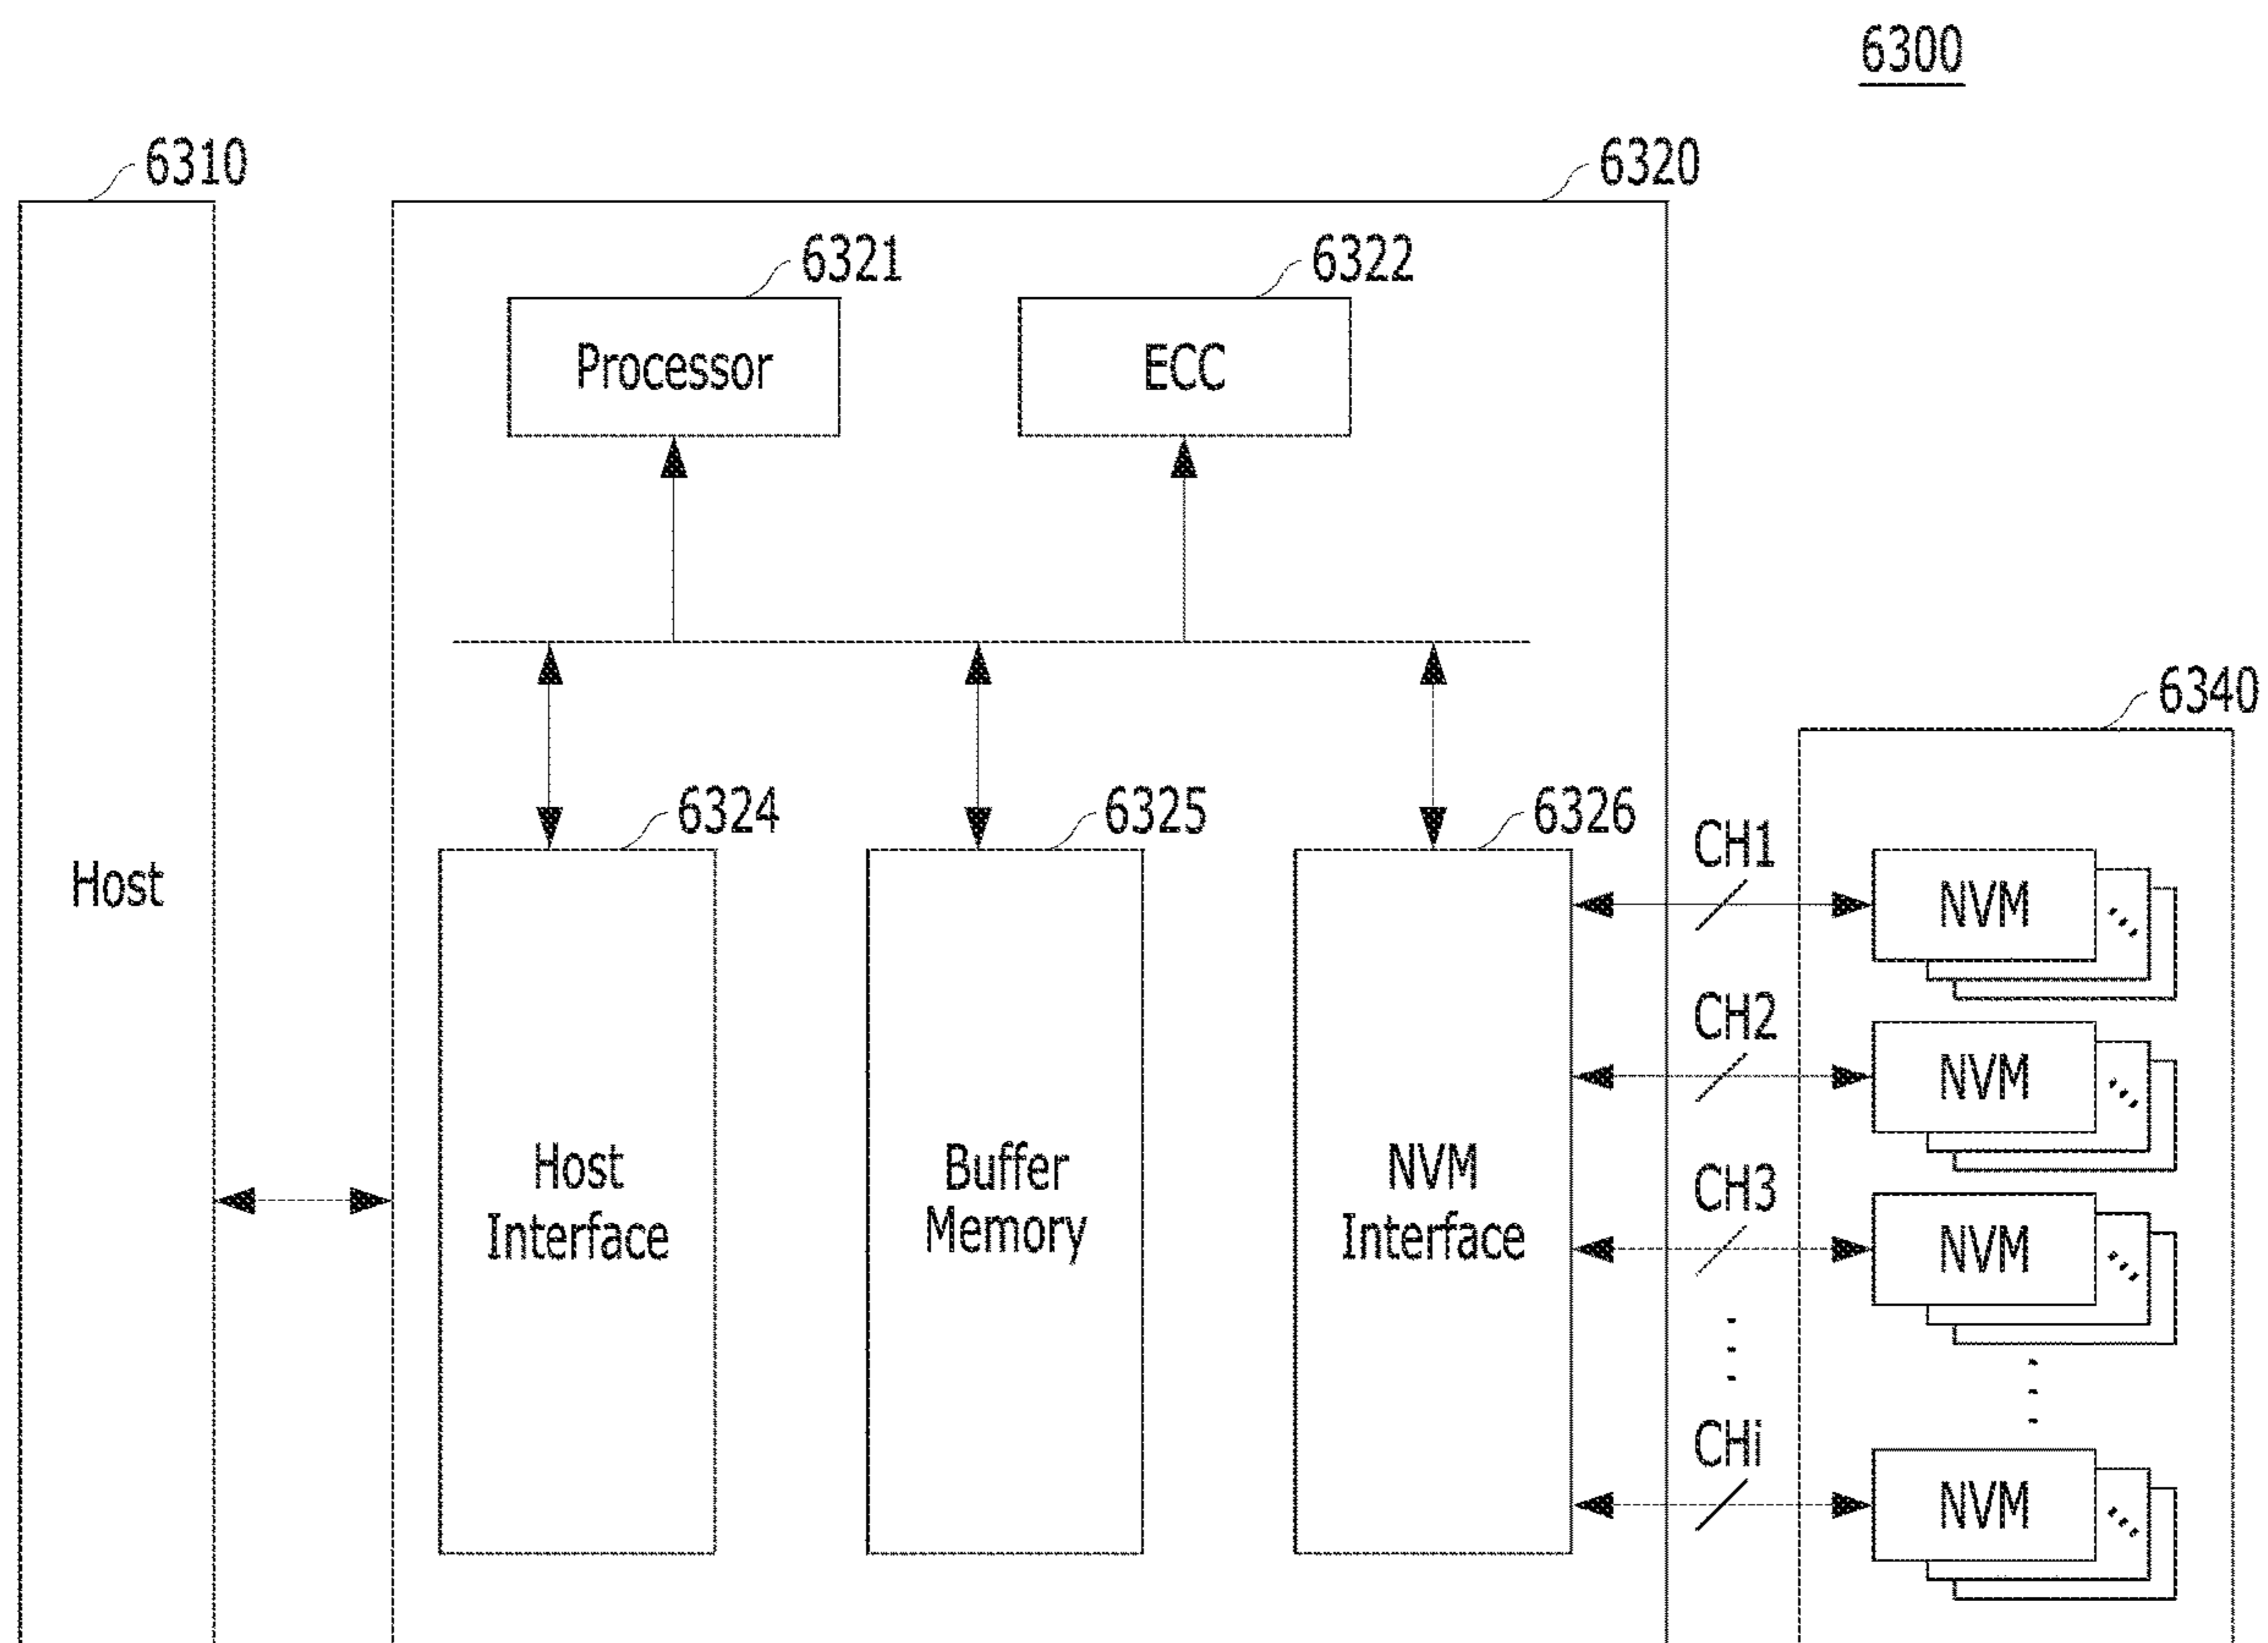 6300
6310
6320
6321
6322
Processor
ECC
6340
6324
6325
6326
CH1
Host
NVM
CH2
NVM
Host
Interface
Buffer
Memory
NVM
Interface
CH3
NVM
CHi
NVM